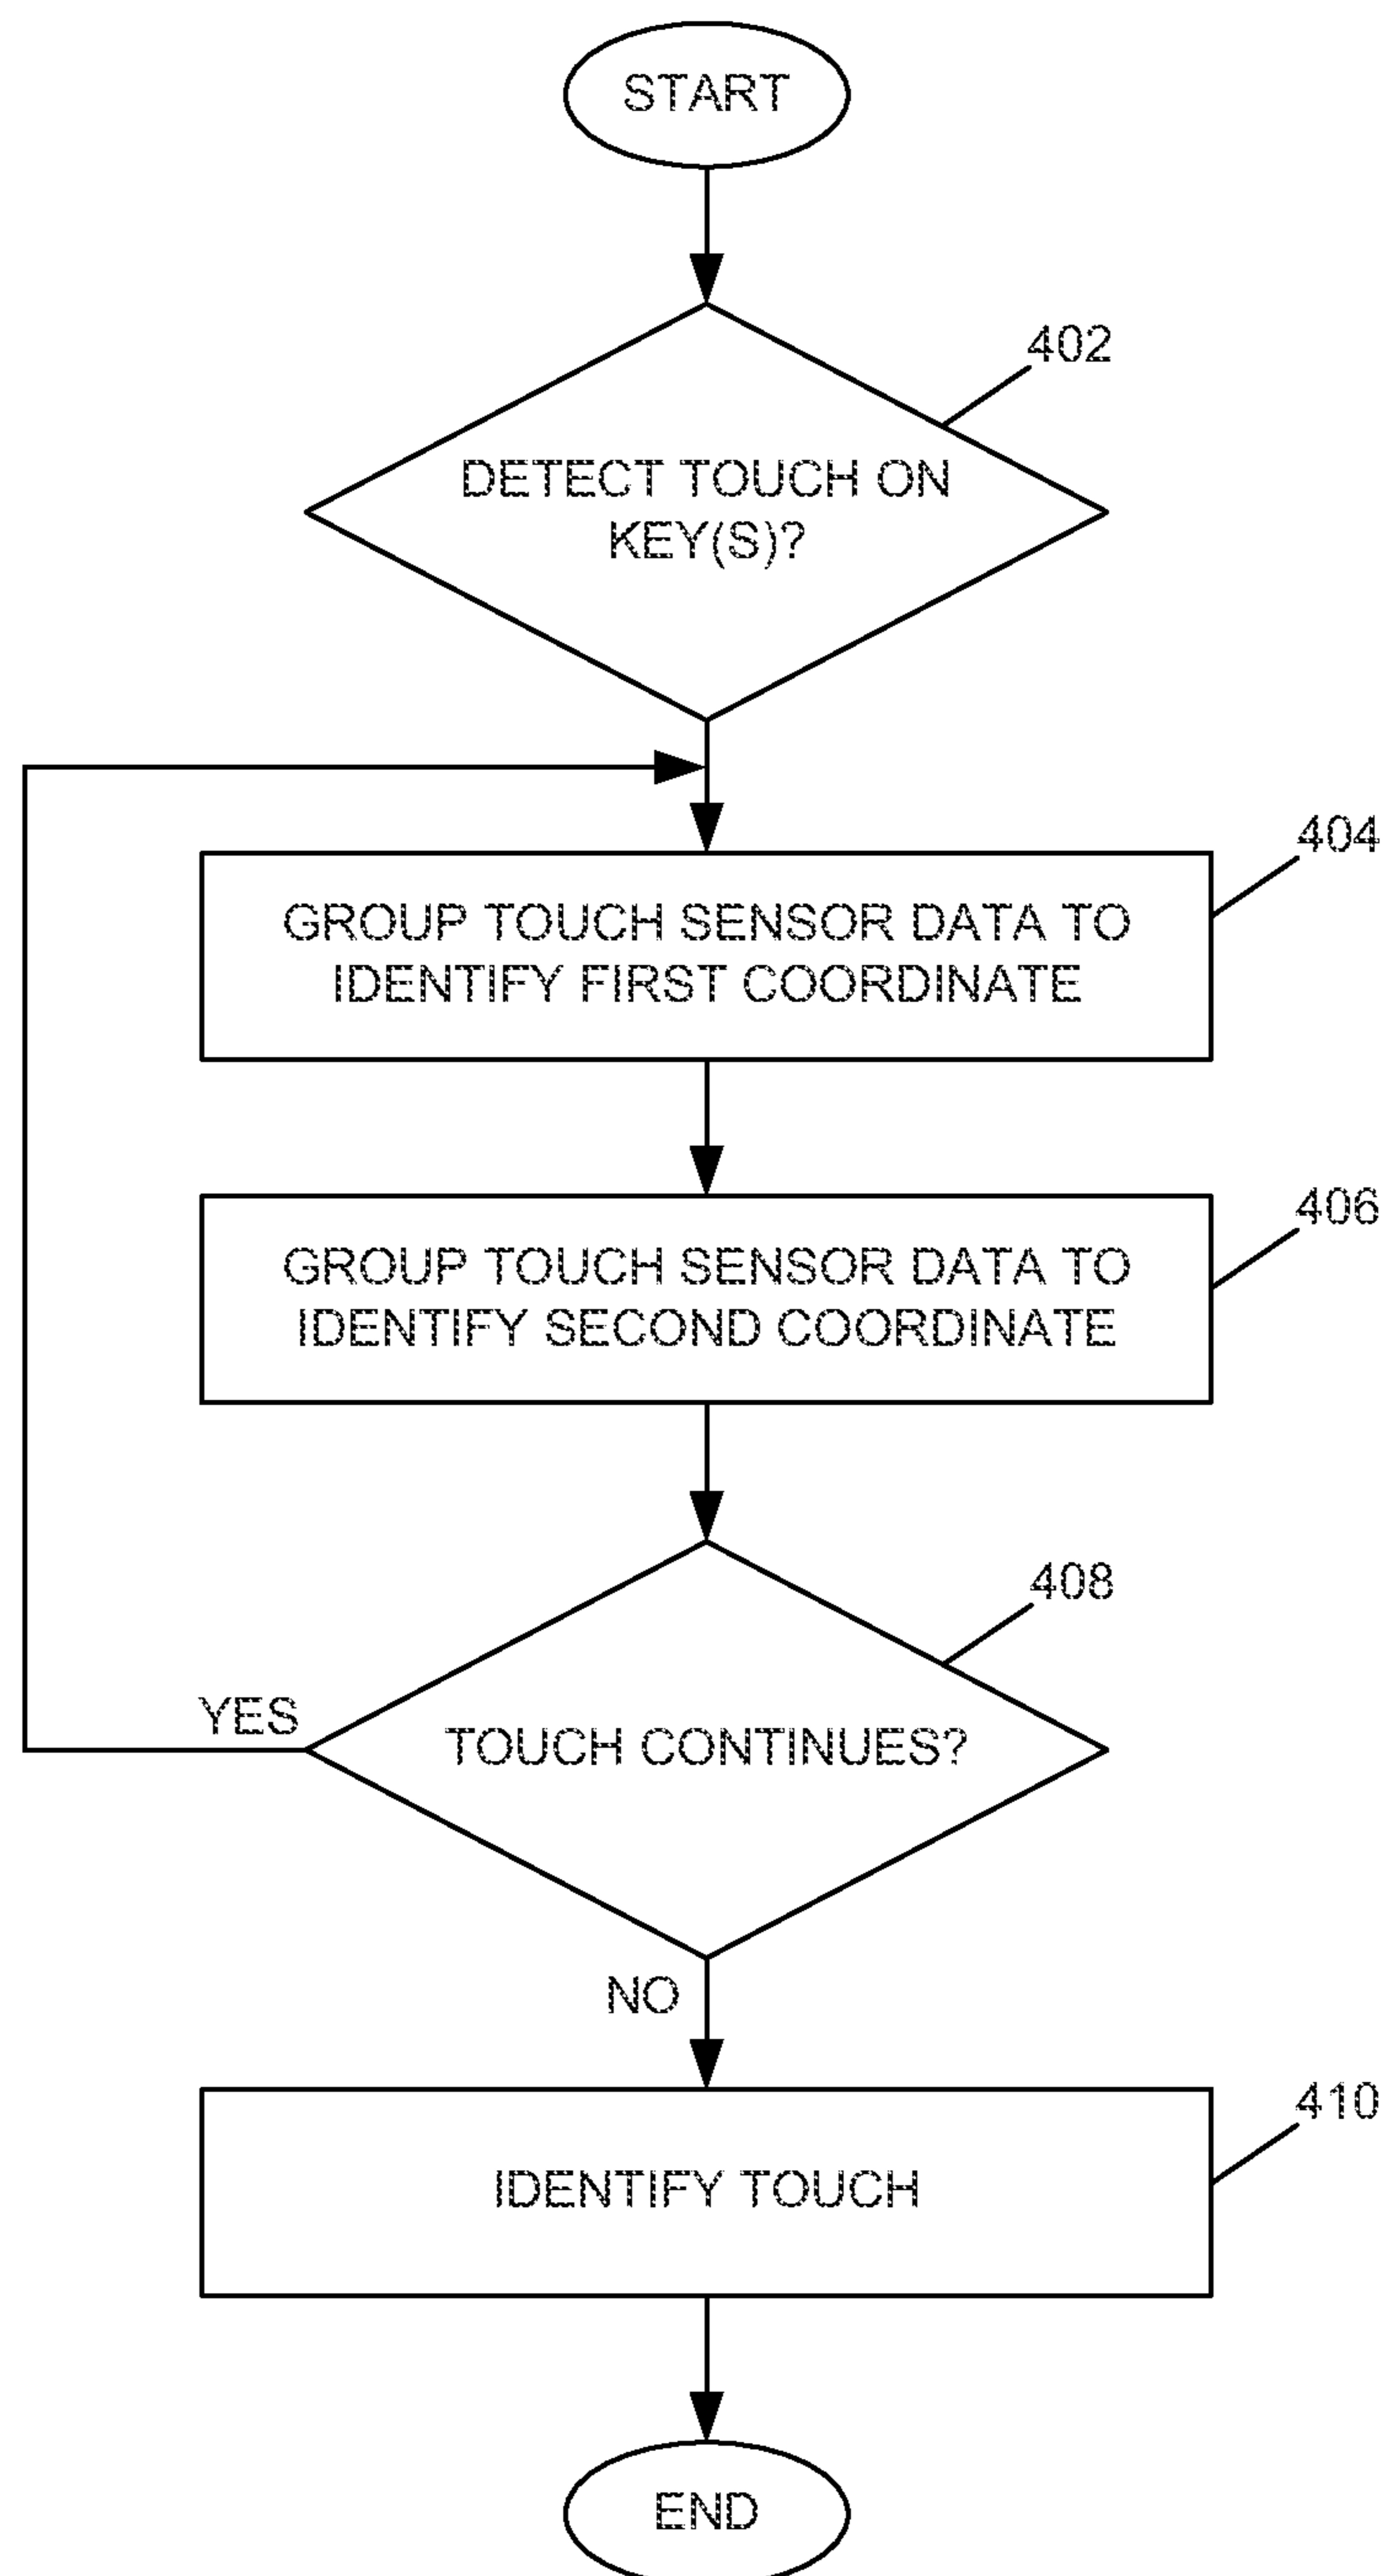 START
402
DETECT TOUCH ON
KEY(S)?
404
GROUP TOUCH SENSOR DATA TO
IDENTIFY FIRST COORDINATE
406
GROUP TOUCH SENSOR DATA TO
IDENTIFY SECOND COORDINATE
408
YES
TOUCH CONTINUES?
NO
410
IDENTIFY TOUCH
END